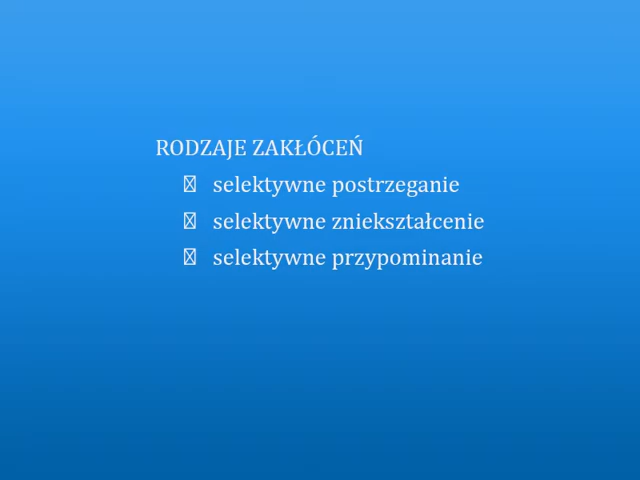 RODZAJE ZAKŁÓCEŃ
selektywne postrzeganie
selektywne zniekształcenie
selektywne przypominanie